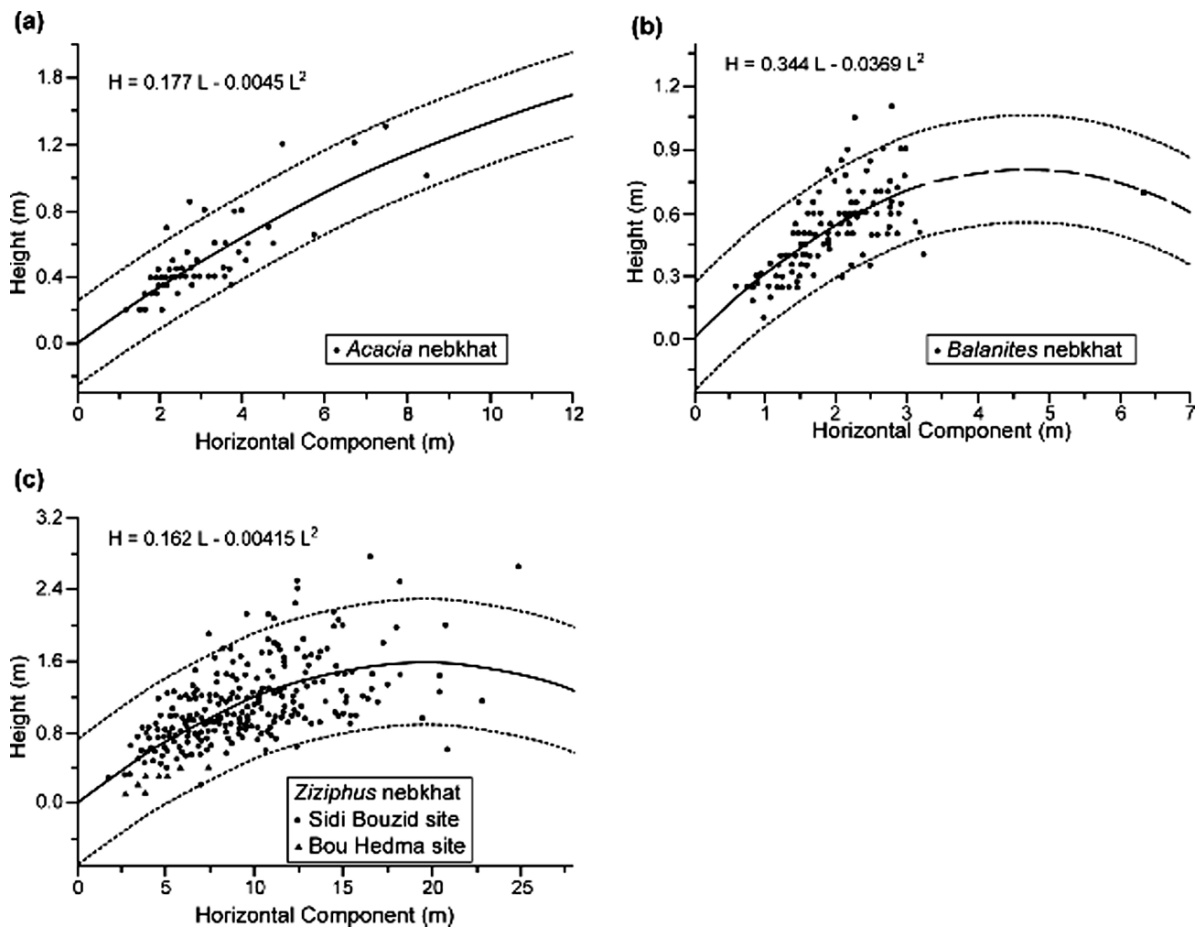 (a)
H = 0.177 L - 0.0045 L²
1.8
1.2
0.8
0.4
0.0
Height (m)
Acacia nebkhat
0 2 4 6 8 10 12
Horizontal Component (m)
(b)
H = 0.344 L - 0.0369 L²
1.2
0.9
0.6
0.3
0.0
Height (m)
Balanites nebkhat
0 1 2 3 4 5 6 7
Horizontal Component (m)
(c)
H = 0.162 L - 0.00415 L²
3.2
2.4
1.6
0.8
0.0
Height (m)
Ziziphus nebkhat
Sidi Bouzid site
Bou Hedma site
0 5 10 15 20 25
Horizontal Component (m)